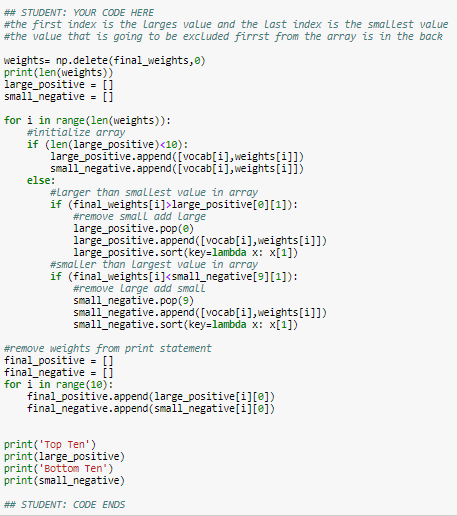 ## STUDENT: YOUR CODE HERE
#the first index is the larges value and the last index is the smallest value
#the value that is going to be excluded firrst from the array is in the back
weights= np.delete(final_weights,0)
print(len(weights))
large_positive = []
small_negative = []
for i in range(len(weights)):
    #initialize array
    if (len(large_positive)<10):
        large_positive.append([vocab[i],weights[i]])
        small_negative.append([vocab[i],weights[i]])
    else:
        #larger than smallest value in array
        if (final_weights[i]>large_positive[0][1]):
            #remove small add large
            large_positive.pop(0)
            large_positive.append([vocab[i],weights[i]])
            large_positive.sort(key=lambda x: x[1])
        #smaller than largest value in array
        if (final_weights[i]<small_negative[9][1]):
            #remove large add small
            small_negative.pop(9)
            small_negative.append([vocab[i],weights[i]])
            small_negative.sort(key=lambda x: x[1])
#remove weights from print statement
final_positive = []
final_negative = []
for i in range(10):
    final_positive.append(large_positive[i][0])
    final_negative.append(small_negative[i][0])
print('Top Ten')
print(large_positive)
print('Bottom Ten')
print(small_negative)
## STUDENT: CODE ENDS